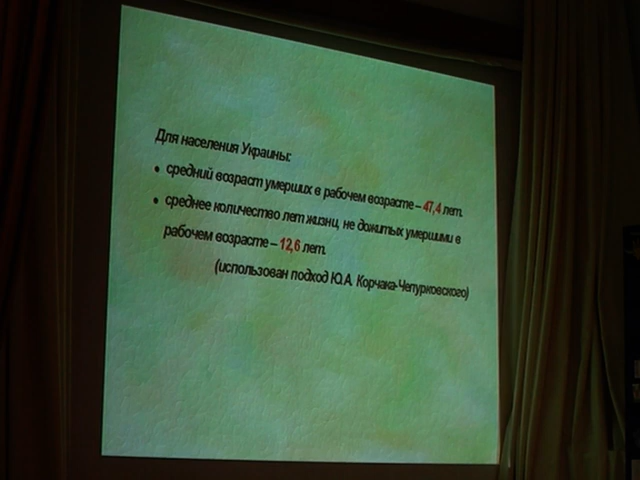 Для населения Украины:
• средний возраст умерших в рабочем возрасте – 47,4 лет.
• среднее количество лет жизни, не дожитых умершими в
рабочем возрасте – 12,6 лет.
(использован подход Ю.А. Корчака-Чепурковского)